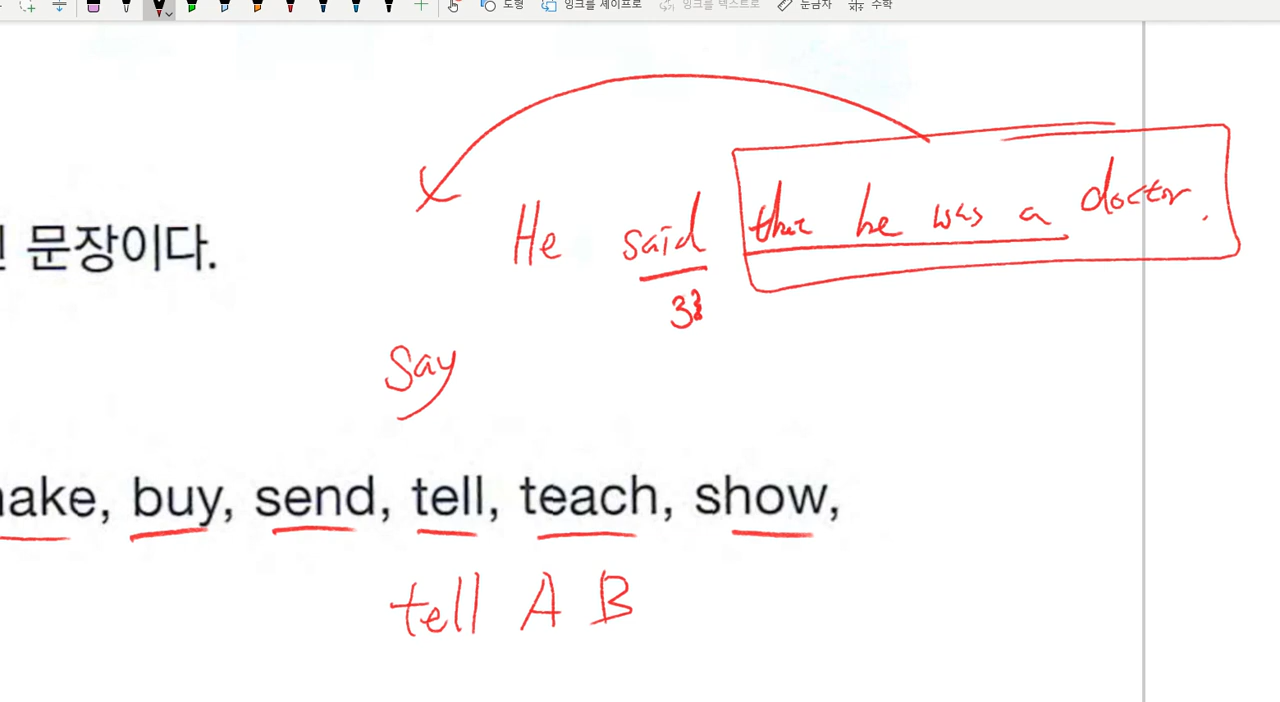 도형 잉크를 셰이프로 잉크를 텍스트로 눈금자 수학
He said that he was a doctor.
문장이다.
3형
Say
make, buy, send, tell, teach, show,
tell A B